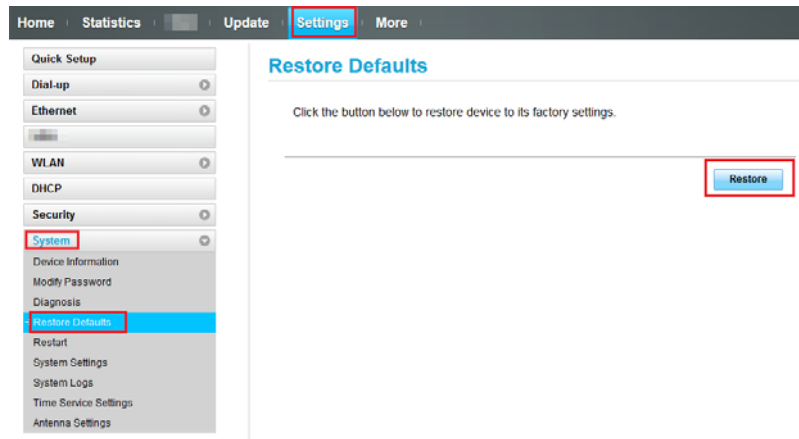 Home Statistics Update Settings More
Quick Setup
Dial-up
Ethernet
WLAN
DHCP
Security
System
Device Information
Modify Password
Diagnosis
Restore Defaults
Restart
System Settings
System Logs
Time Service Settings
Antenna Settings
Restore Defaults
Click the button below to restore device to its factory settings.
Restore